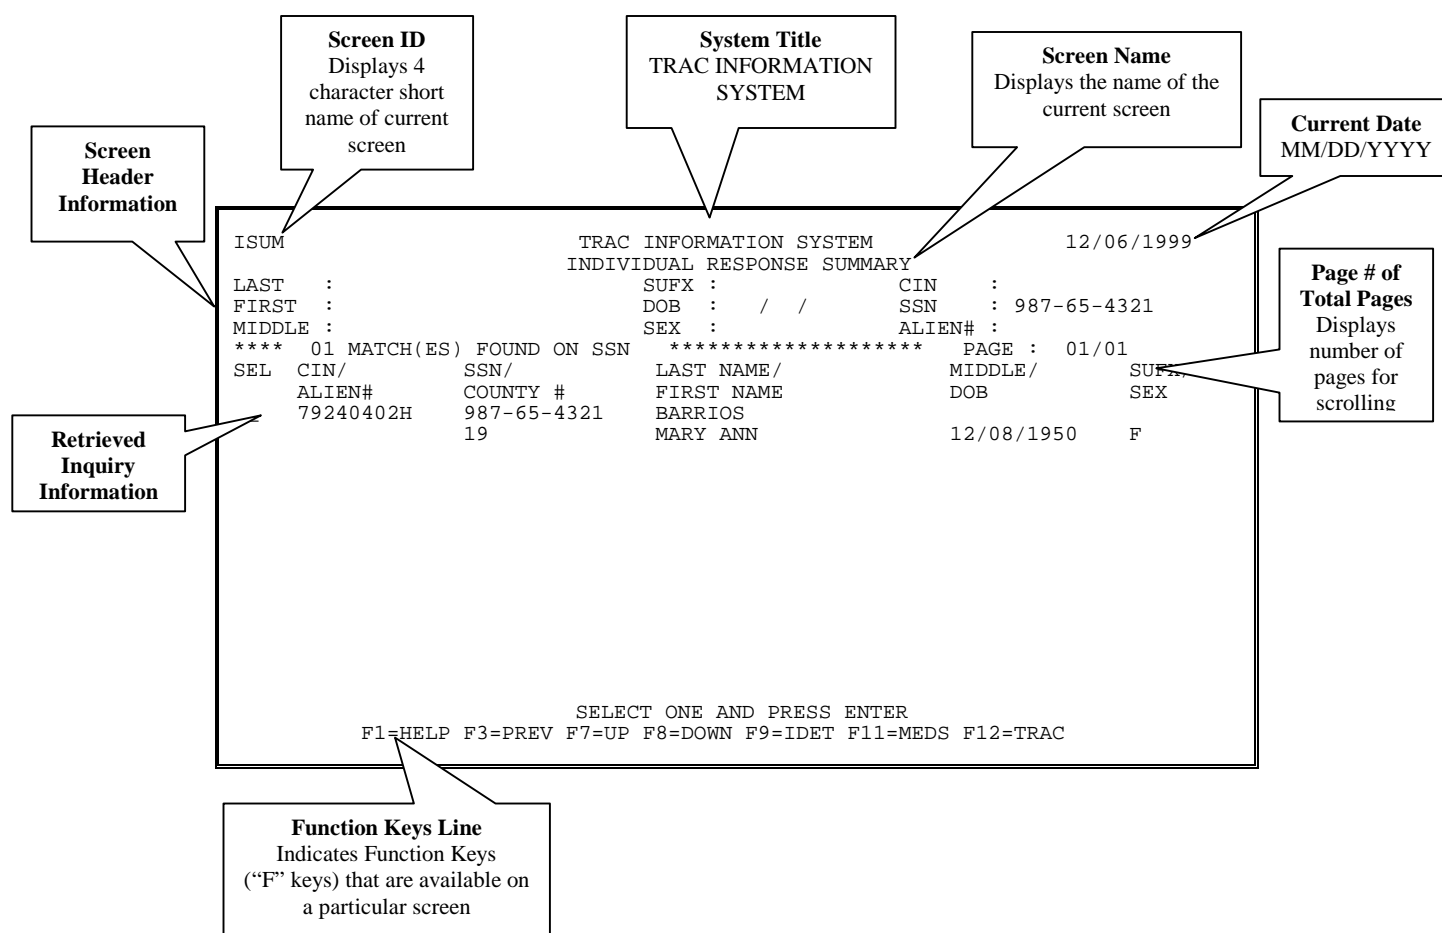 Screen ID
Displays 4
character short
name of current
screen
System Title
TRAC INFORMATION
SYSTEM
Screen Name
Displays the name of the
current screen
Current Date
MM/DD/YYYY
Screen
Header
Information
ISUM TRAC INFORMATION SYSTEM 12/06/1999
INDIVIDUAL RESPONSE SUMMARY
LAST : SUFX : CIN :
FIRST : DOB : / / SSN : 987-65-4321
MIDDLE : SEX : ALIEN# :
**** 01 MATCH(ES) FOUND ON SSN ******************** PAGE : 01/01
SEL CIN/ SSN/ LAST NAME/ MIDDLE/ SUFX/
ALIEN# COUNTY # FIRST NAME DOB SEX
_ 79240402H 987-65-4321 BARRIOS
19 MARY ANN 12/08/1950 F
Page # of
Total Pages
Displays
number of
pages for
scrolling
Retrieved
Inquiry
Information
SELECT ONE AND PRESS ENTER
F1=HELP F3=PREV F7=UP F8=DOWN F9=IDET F11=MEDS F12=TRAC
Function Keys Line
Indicates Function Keys
(“F” keys) that are available on
a particular screen